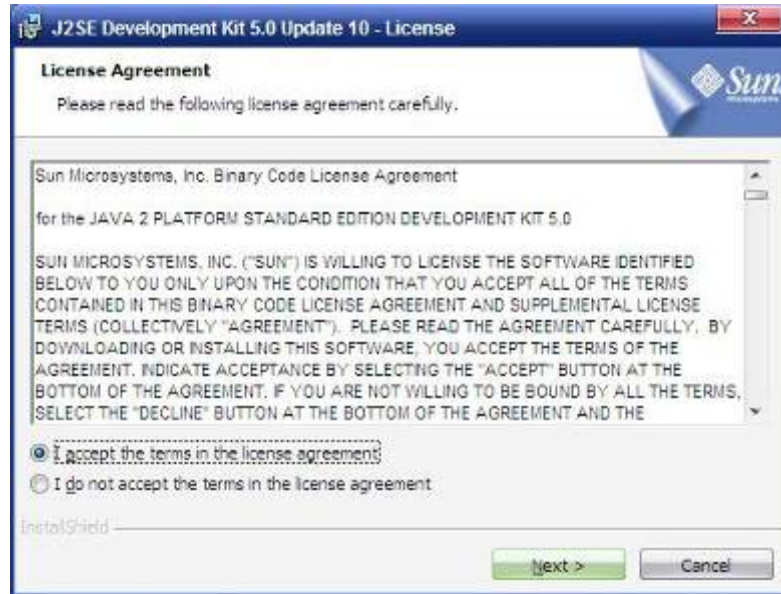 J2SE Development Kit 5.0 Update 10 - License
License Agreement
Please read the following license agreement carefully.
Sun
microsystems
Sun Microsystems, Inc. Binary Code License Agreement
for the JAVA 2 PLATFORM STANDARD EDITION DEVELOPMENT KIT 5.0
SUN MICROSYSTEMS, INC. ("SUN") IS WILLING TO LICENSE THE SOFTWARE IDENTIFIED
BELOW TO YOU ONLY UPON THE CONDITION THAT YOU ACCEPT ALL OF THE TERMS
CONTAINED IN THIS BINARY CODE LICENSE AGREEMENT AND SUPPLEMENTAL LICENSE
TERMS (COLLECTIVELY "AGREEMENT"). PLEASE READ THE AGREEMENT CAREFULLY. BY
DOWNLOADING OR INSTALLING THIS SOFTWARE, YOU ACCEPT THE TERMS OF THE
AGREEMENT. INDICATE ACCEPTANCE BY SELECTING THE "ACCEPT" BUTTON AT THE
BOTTOM OF THE AGREEMENT. IF YOU ARE NOT WILLING TO BE BOUND BY ALL THE TERMS,
SELECT THE "DECLINE" BUTTON AT THE BOTTOM OF THE AGREEMENT AND THE
I accept the terms in the license agreement
I do not accept the terms in the license agreement
InstallShield
Next >
Cancel